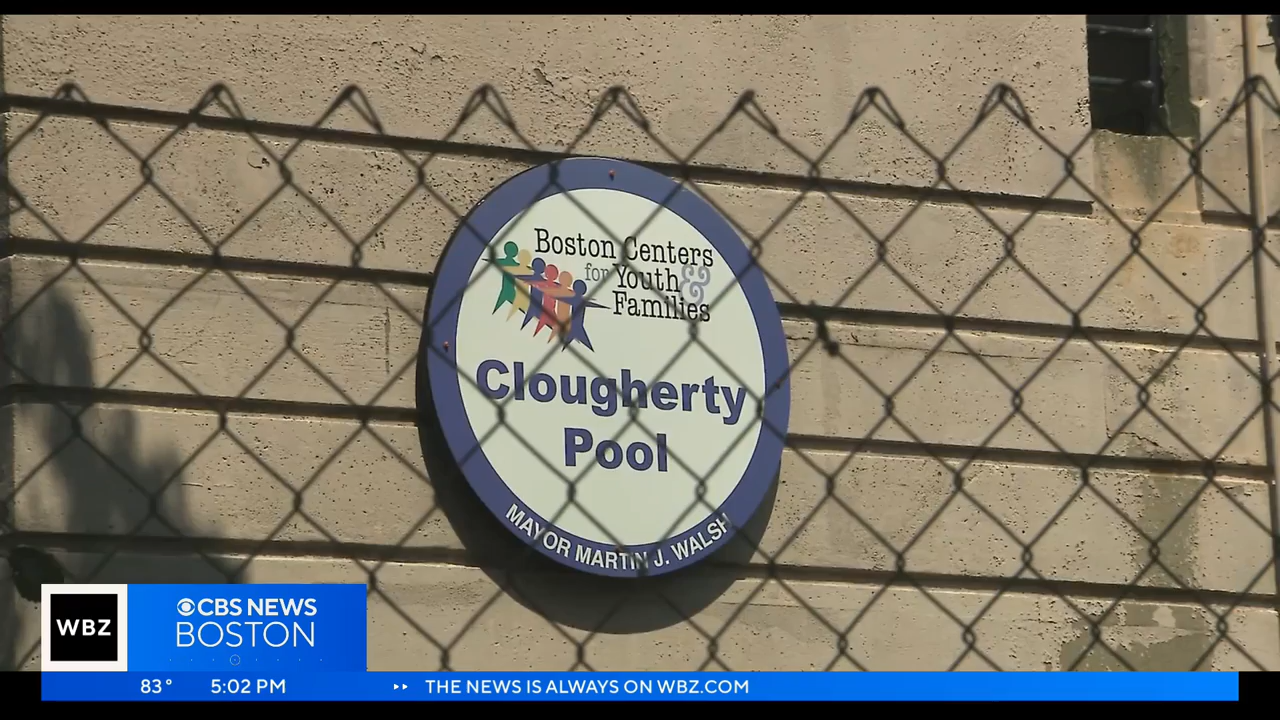 Boston Centers
for Youth &
Families
Clougherty
Pool
MAYOR MARTIN J. WALSH
WBZ
CBS NEWS
BOSTON
83° 5:02 PM THE NEWS IS ALWAYS ON WBZ.COM